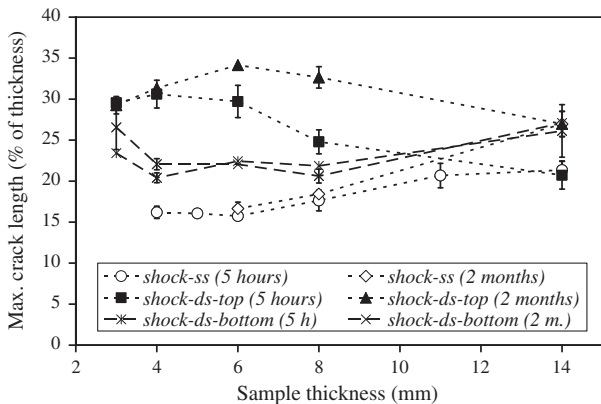 Max. crack length (% of thickness)
40
35
30
25
20
15
10
5
0
shock-ss (5 hours)
shock-ss (2 months)
shock-ds-top (5 hours)
shock-ds-top (2 months)
shock-ds-bottom (5 h)
shock-ds-bottom (2 m.)
2 4 6 8 10 12 14
Sample thickness (mm)